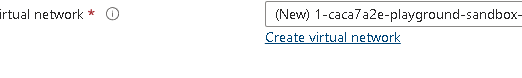 irtual network * (New) 1-caca7a2e-playground-sandbox-
Create virtual network